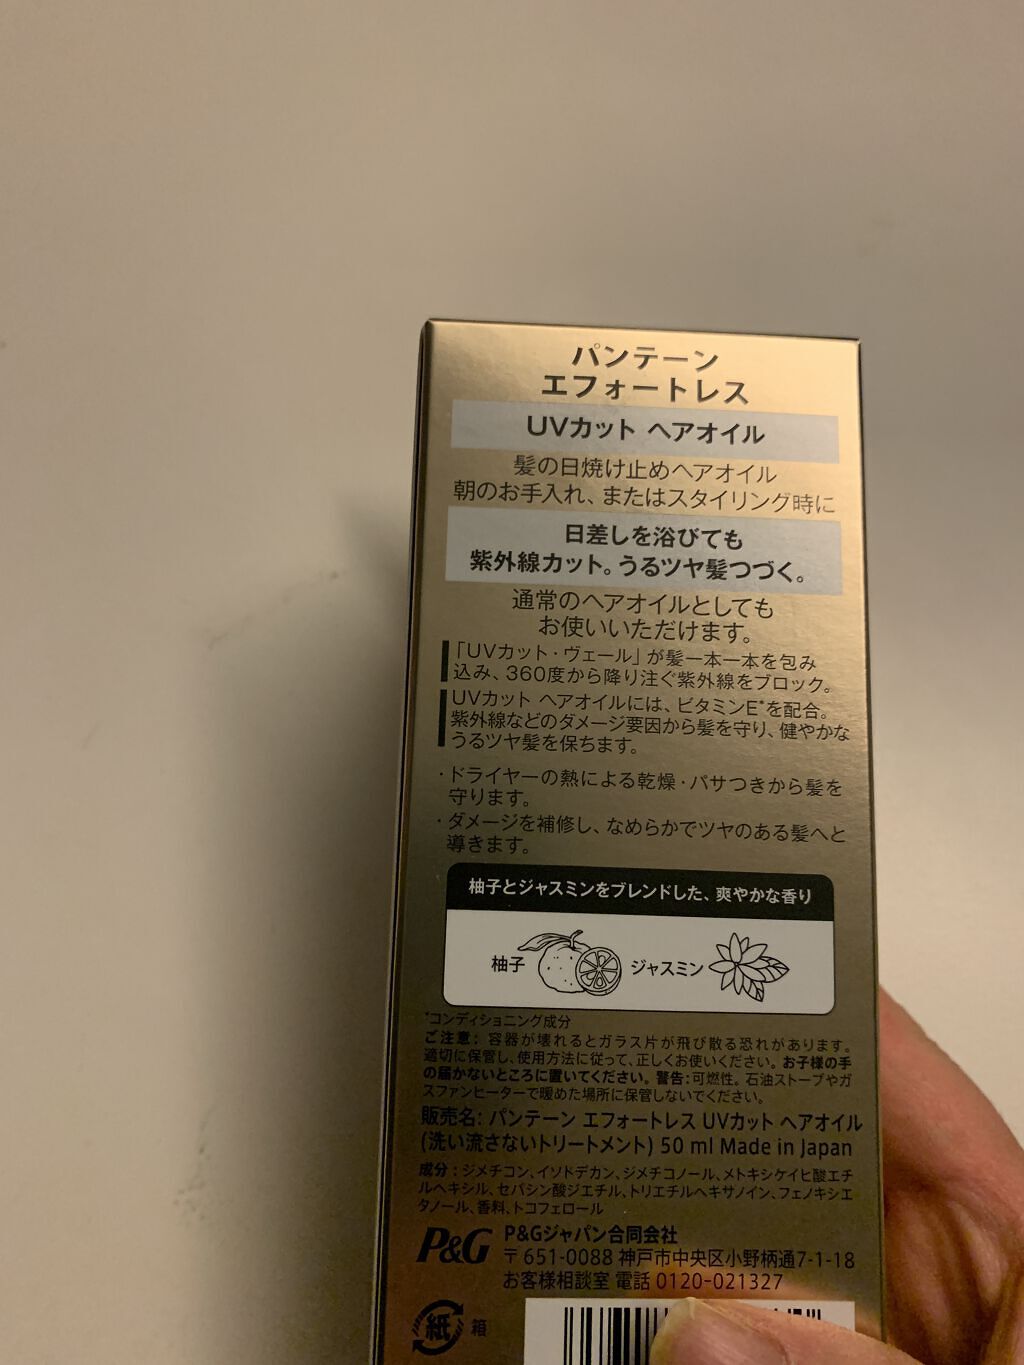 パンテーン
エフォートレス
UVカット ヘアオイル
髪の日焼け止めヘアオイル
朝のお手入れ、またはスタイリング時に
日差しを浴びても
紫外線カット。うるツヤ髪つづく。
通常のヘアオイルとしても
お使いいただけます。
「UVカット・ヴェール」が髪一本一本を包み
込み、360度から降り注ぐ紫外線をブロック。
UVカット ヘアオイルには、ビタミンE*を配合。
紫外線などのダメージ要因から髪を守り、健やかな
うるツヤ髪を保ちます。
・ドライヤーの熱による乾燥・パサつきから髪を
守ります。
・ダメージを補修し、なめらかでツヤのある髪へと
導きます。
柚子とジャスミンをブレンドした、爽やかな香り
柚子 ジャスミン
*コンディショニング成分
ご注意: 容器が壊れるとガラス片が飛び散る恐れがあります。
適切に保管し、使用方法に従って、正しくお使いください。お子様の手
の届かないところに置いてください。警告:可燃性。石油ストーブやガ
スファンヒーターで暖めた場所に保管しないでください。
販売名: パンテーン エフォートレス UVカット ヘアオイル
(洗い流さないトリートメント) 50 ml Made in Japan
成分 : ジメチコン、イソドデカン、ジメチコノール、メトキシケイヒ酸エチ
ルヘキシル、セバシン酸ジエチル、トリエチルヘキサノイン、フェノキシエ
タノール、香料、トコフェロール
P&G P&Gジャパン合同会社
〒651-0088 神戸市中央区小野柄通7-1-18
お客様相談室 電話 0120-021327
紙 箱